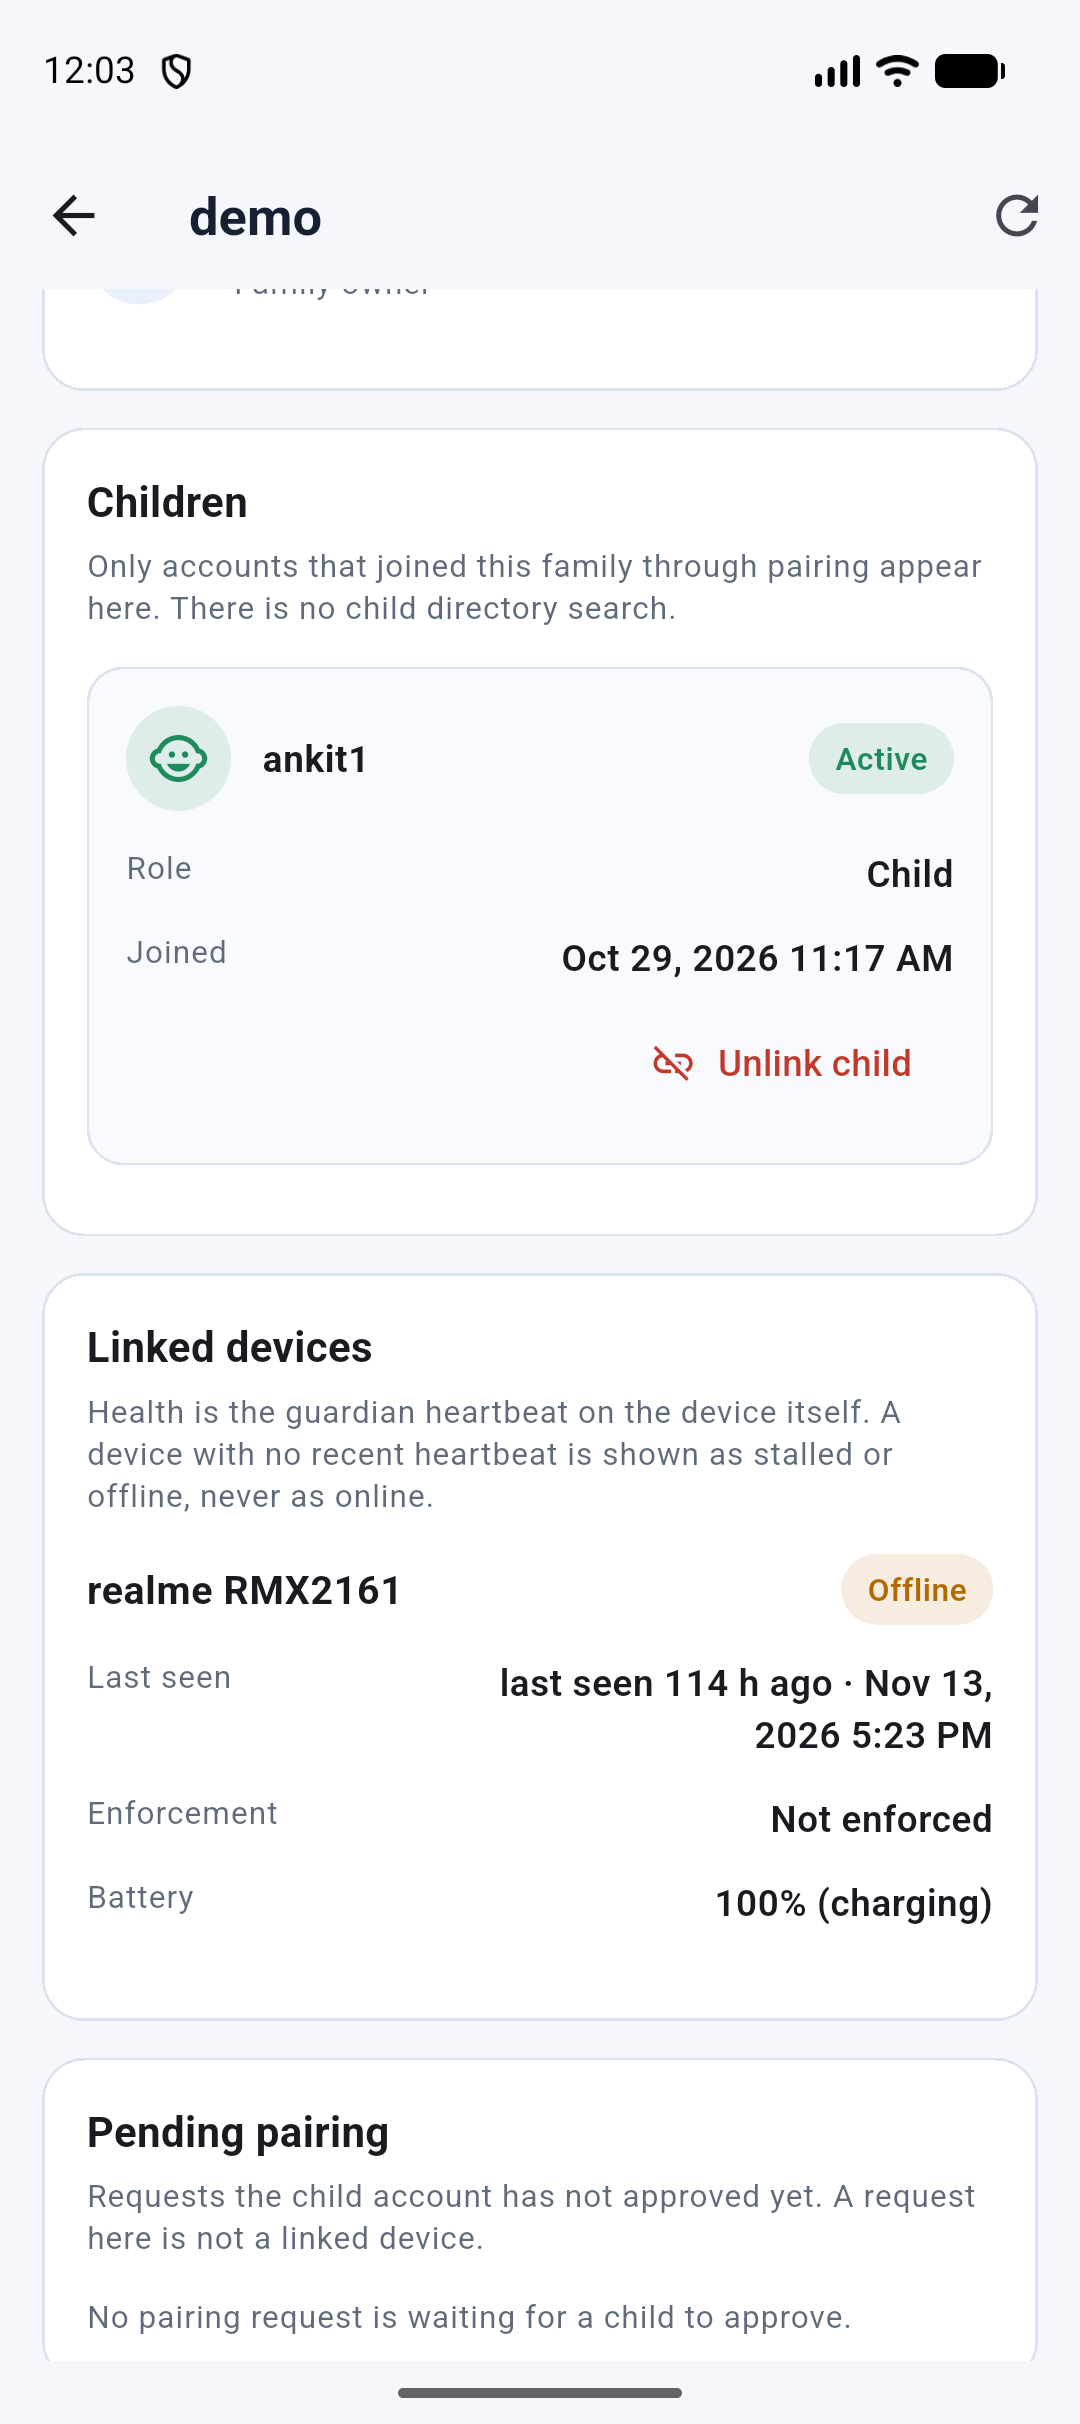 12:03
demo
Family owner
Children
Only accounts that joined this family through pairing appear
here. There is no child directory search.
ankit1
Active
Role
Child
Joined
Oct 29, 2026 11:17 AM
Unlink child
Linked devices
Health is the guardian heartbeat on the device itself. A
device with no recent heartbeat is shown as stalled or
offline, never as online.
realme RMX2161
Offline
Last seen
last seen 114 h ago · Nov 13,
2026 5:23 PM
Enforcement
Not enforced
Battery
100% (charging)
Pending pairing
Requests the child account has not approved yet. A request
here is not a linked device.
No pairing request is waiting for a child to approve.